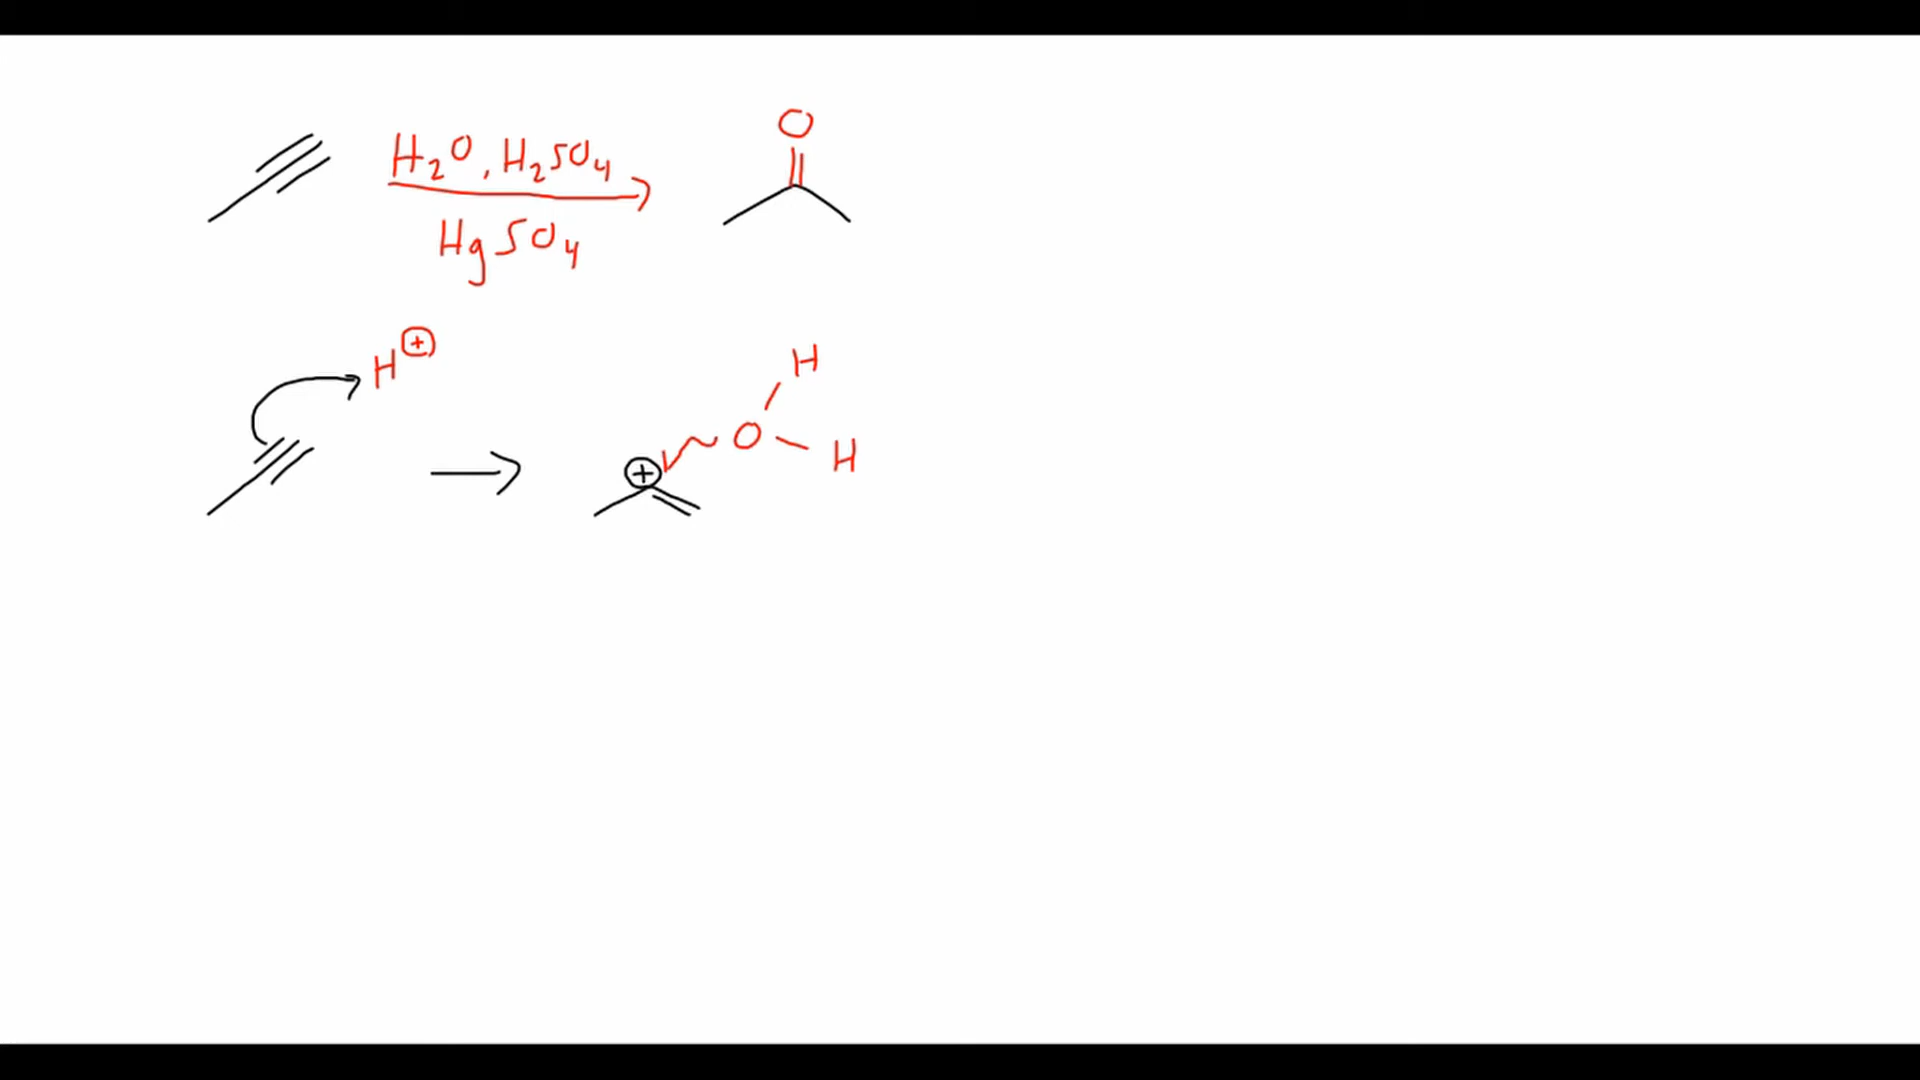 O
H₂O, H₂SO₄
HgSO₄
H⊕
H
⊕ O H